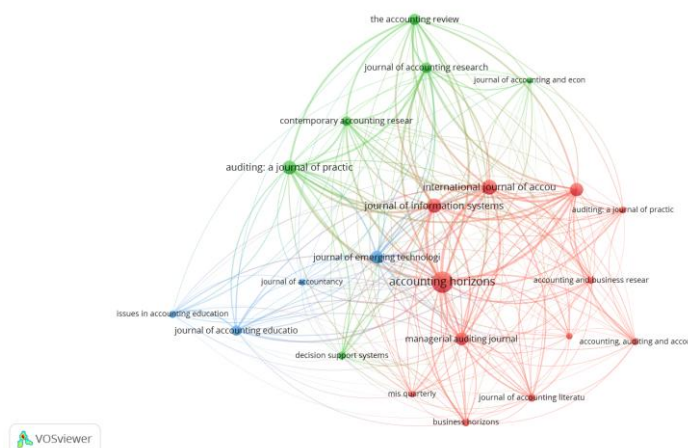 the accounting review
journal of accounting research
journal of accounting and econ
contemporary accounting resear
auditing: a journal of practic
international journal of accou
journal of information systems
auditing: a journal of practic
journal of emerging technologi
accounting horizons
journal of accountancy
accounting and business resear
issues in accounting education
journal of accounting educatio
managerial auditing journal
accounting, auditing and accou
decision support systems
mis quarterly
journal of accounting literatu
business horizons
VOSviewer